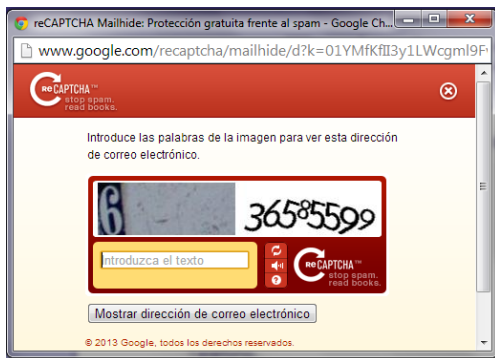 reCAPTCHA Mailhide: Protección gratuita frente al spam - Google Ch...
www.google.com/recaptcha/mailhide/d?k=01YMfKfII3y1LWcgml9F
ReCAPTCHA™
stop spam.
read books.
Introduce las palabras de la imagen para ver esta dirección
de correo electrónico.
6 36585599
Introduzca el texto
ReCAPTCHA™
stop spam.
read books.
Mostrar dirección de correo electrónico
© 2013 Google, todos los derechos reservados.